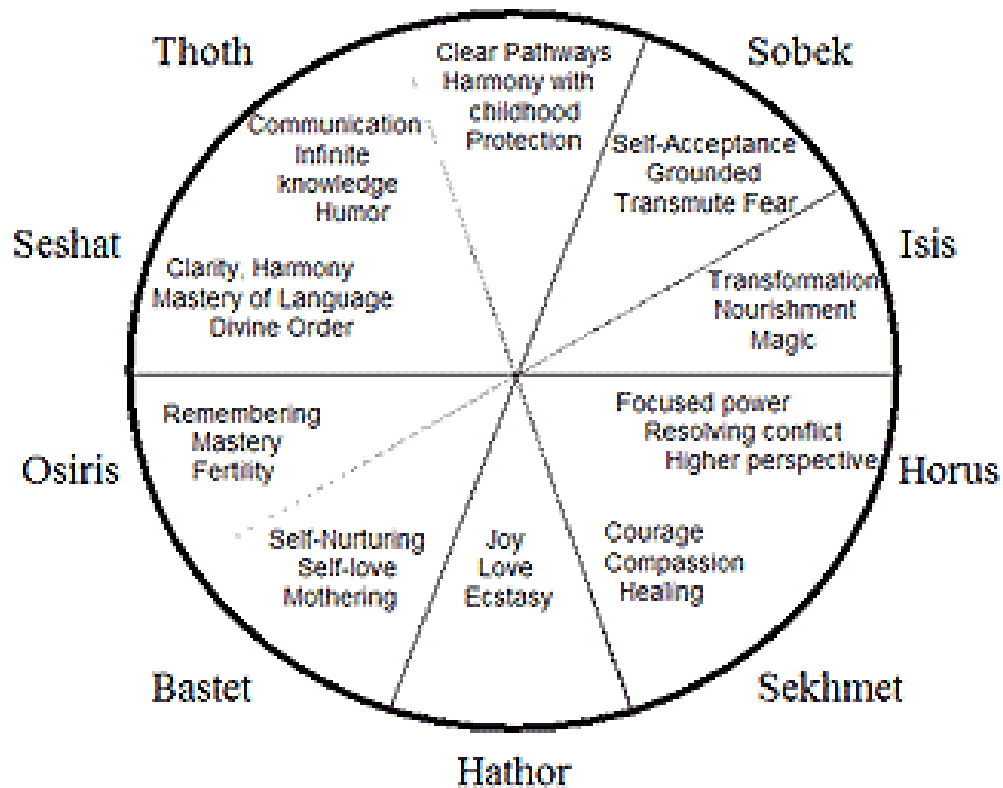 Thoth
Sobek
Clear Pathways
Harmony with
childhood
Protection
Communication
Infinite
knowledge
Humor
Self-Acceptance
Grounded
Transmute Fear
Seshat
Isis
Clarity, Harmony
Mastery of Language
Divine Order
Transformation
Nourishment
Magic
Remembering
Mastery
Fertility
Focused power
Resolving conflict
Higher perspective
Osiris
Horus
Self-Nurturing
Self-love
Mothering
Joy
Love
Ecstasy
Courage
Compassion
Healing
Bastet
Sekhmet
Hathor